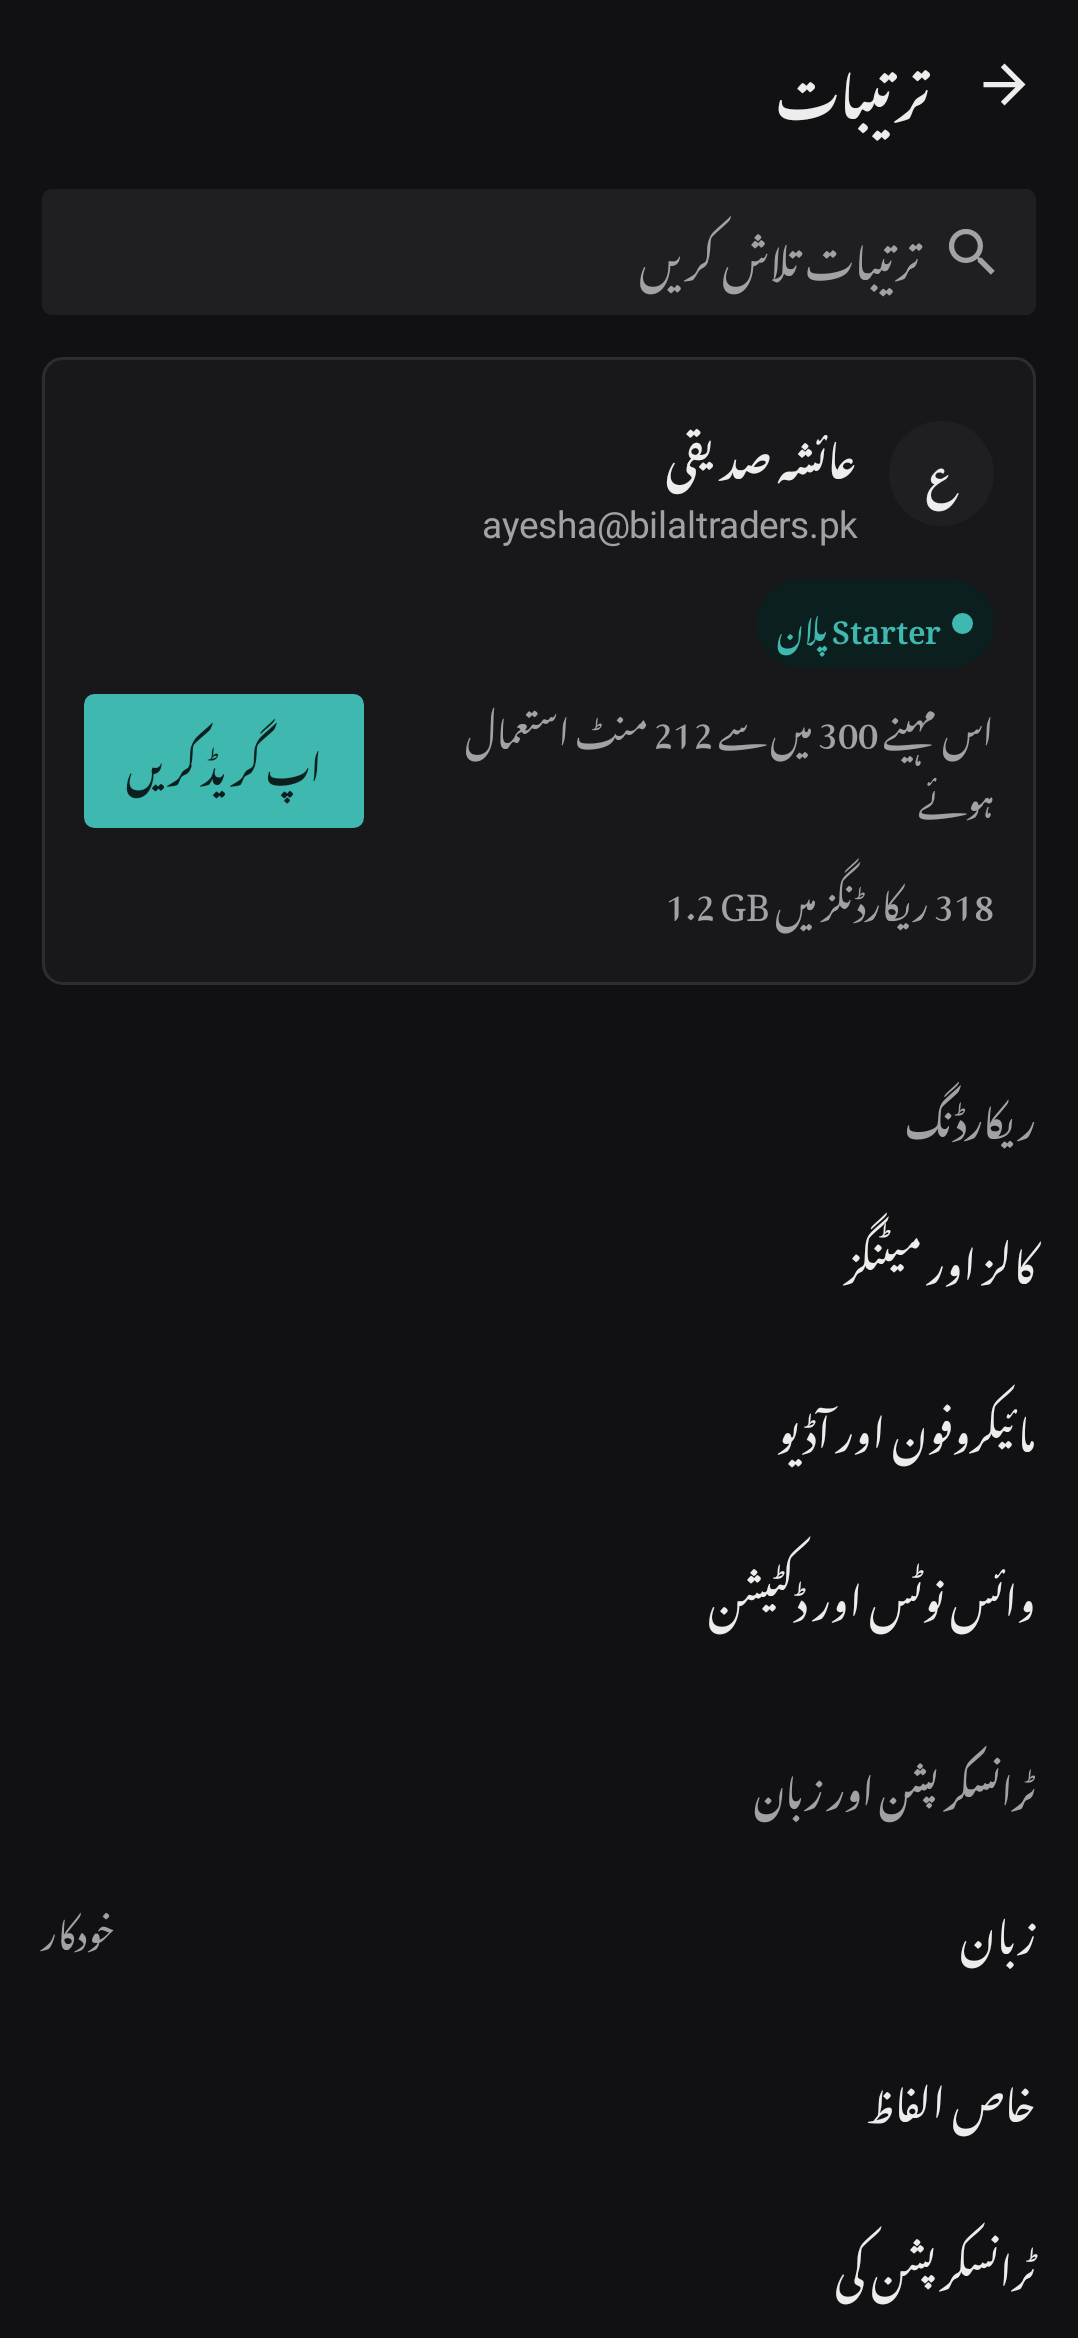 ترتیبات
ترتیبات تلاش کریں
ع
عائشہ صدیقی
ayesha@bilaltraders.pk
Starter پلان
اس مہینے 300 میں سے 212 منٹ استعمال
ہوئے
اپ گریڈ کریں
318 ریکارڈنگز میں 1.2 GB
ریکارڈنگ
کالز اور میٹنگز
مائیکروفون اور آڈیو
وائس نوٹس اور ڈکٹیشن
ٹرانسکرپشن اور زبان
زبان
خودکار
خاص الفاظ
ٹرانسکرپشن کی